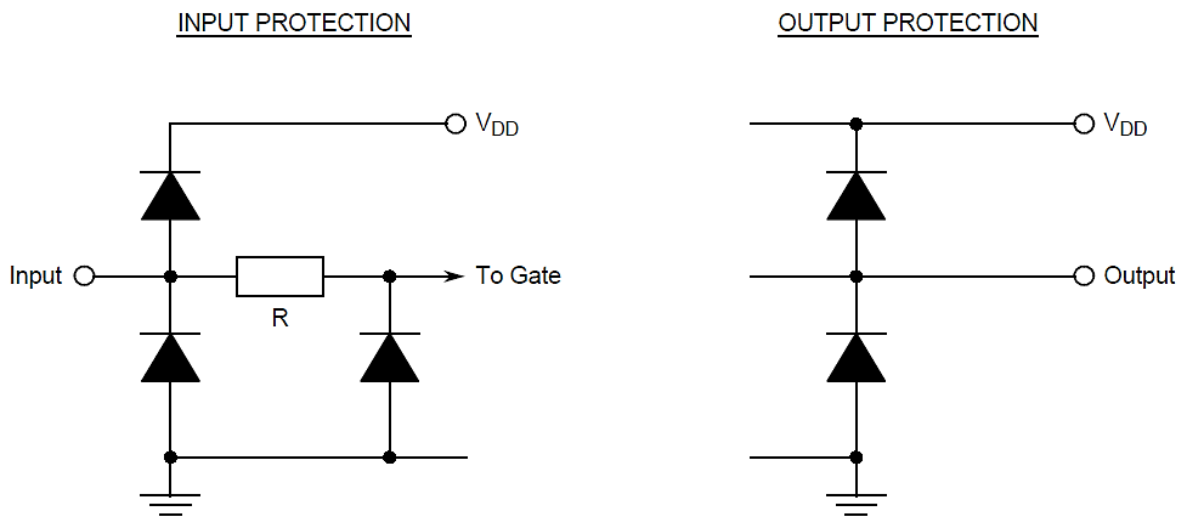 INPUT PROTECTION
OUTPUT PROTECTION
VDD
VDD
Input
To Gate
Output
R